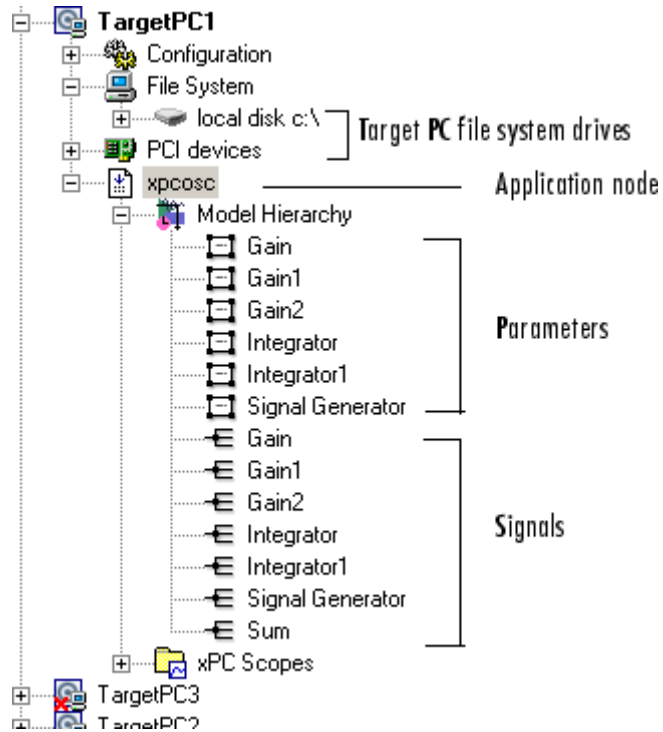 TargetPC1
Configuration
File System
local disk c:\
Target PC file system drives
PCI devices
xpcosc
Application node
Model Hierarchy
Gain
Gain1
Gain2
Integrator
Parameters
Integrator1
Signal Generator
Gain
Gain1
Gain2
Signals
Integrator
Integrator1
Signal Generator
Sum
xPC Scopes
TargetPC3
TargetPC2